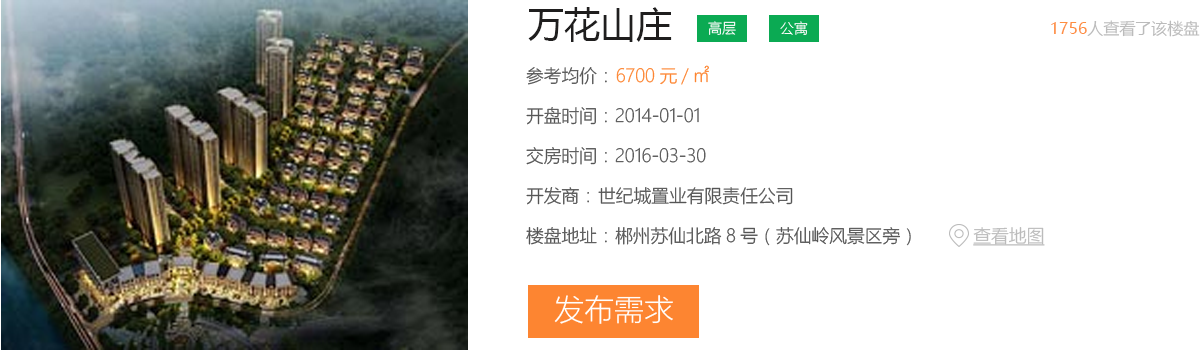 万花山庄 高层 公寓 1756人查看了该楼盘
参考均价：6700 元 / ㎡
开盘时间：2014-01-01
交房时间：2016-03-30
开发商：世纪城置业有限责任公司
楼盘地址：郴州苏仙北路 8 号（苏仙岭风景区旁） 查看地图
发布需求